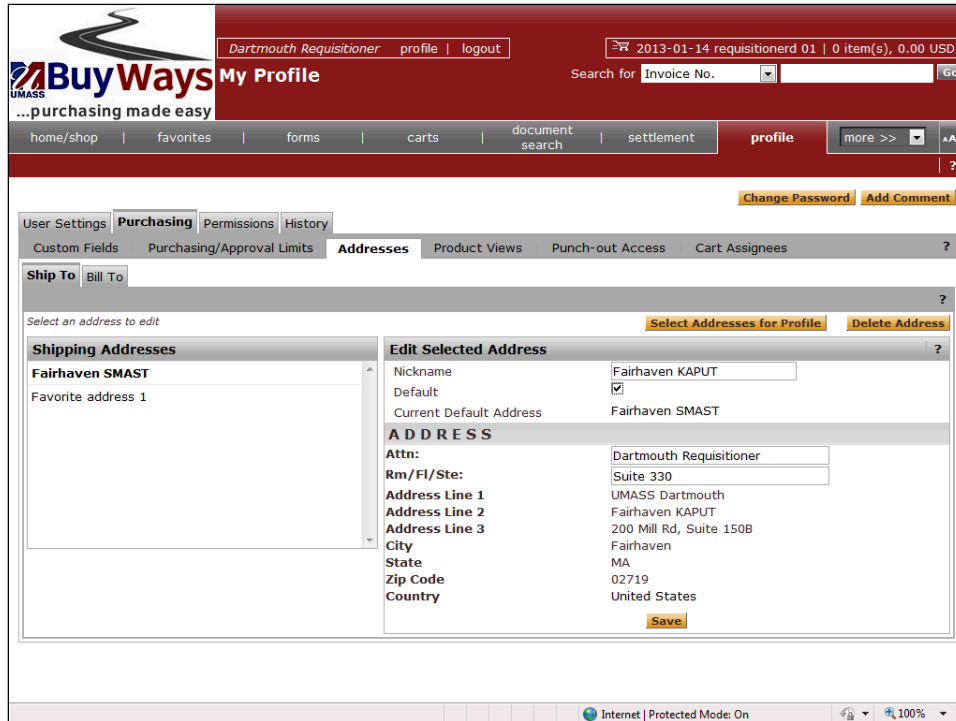 Dartmouth Requisitioner profile | logout
2013-01-14 requisitionerd 01 | 0 item(s), 0.00 USD
UMASS
BuyWays
...purchasing made easy
My Profile
Search for Invoice No.
Go
home/shop | favorites | forms | carts | document search | settlement profile more >>
AA
?
Change Password Add Comment
User Settings Purchasing Permissions History
Custom Fields Purchasing/Approval Limits Addresses Product Views Punch-out Access Cart Assignees ?
Ship To Bill To
?
Select an address to edit
Select Addresses for Profile Delete Address
Shipping Addresses
Fairhaven SMAST
Favorite address 1
Edit Selected Address ?
Nickname Fairhaven KAPUT
Default
Current Default Address Fairhaven SMAST
ADDRESS
Attn: Dartmouth Requisitioner
Rm/Fl/Ste: Suite 330
Address Line 1 UMASS Dartmouth
Address Line 2 Fairhaven KAPUT
Address Line 3 200 Mill Rd, Suite 150B
City Fairhaven
State MA
Zip Code 02719
Country United States
Save
Internet | Protected Mode: On
100%